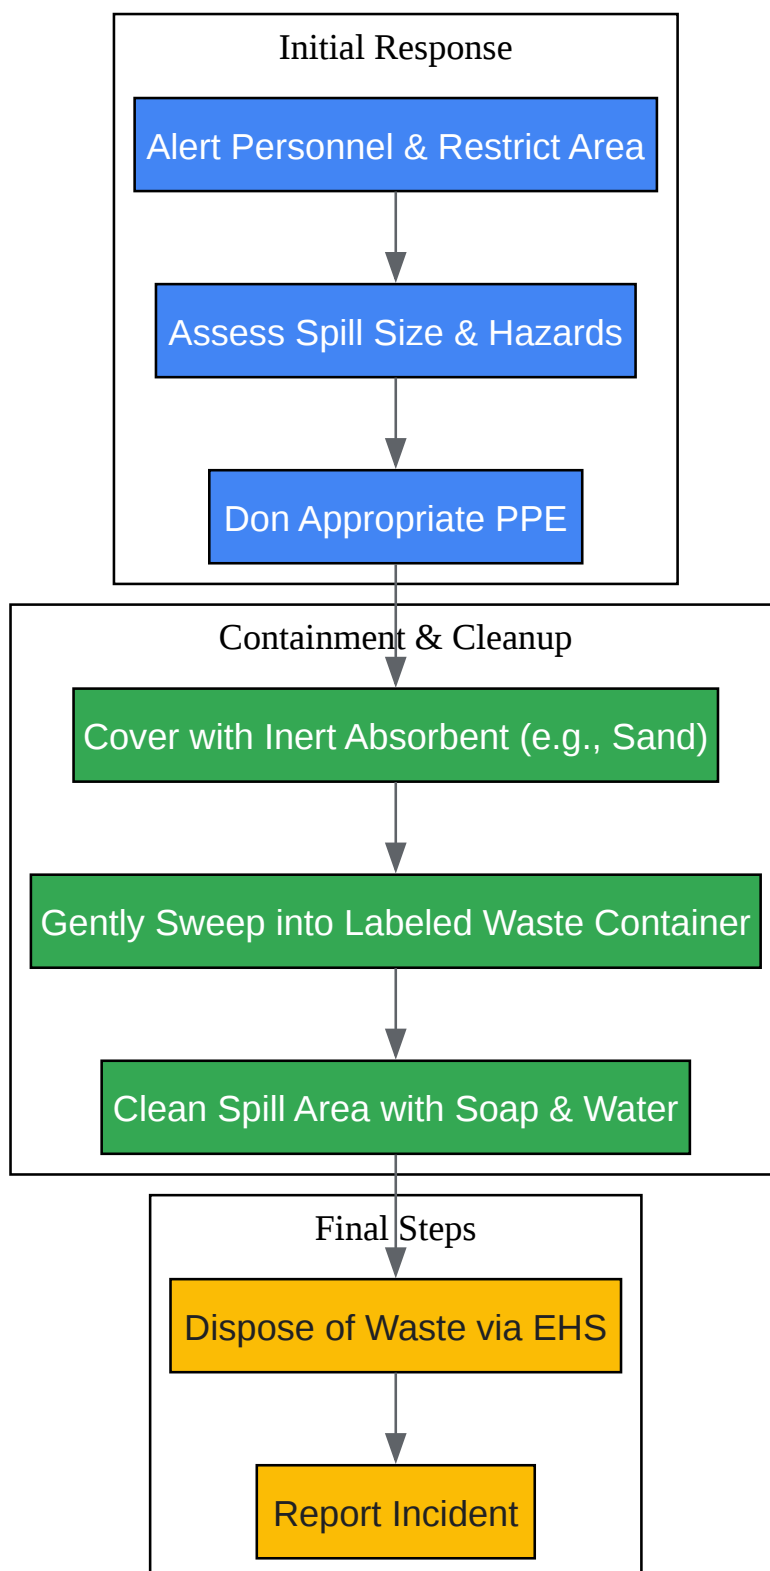 Initial Response
Alert Personnel & Restrict Area
Assess Spill Size & Hazards
Don Appropriate PPE
Containment & Cleanup
Cover with Inert Absorbent (e.g., Sand)
Gently Sweep into Labeled Waste Container
Clean Spill Area with Soap & Water
Final Steps
Dispose of Waste via EHS
Report Incident